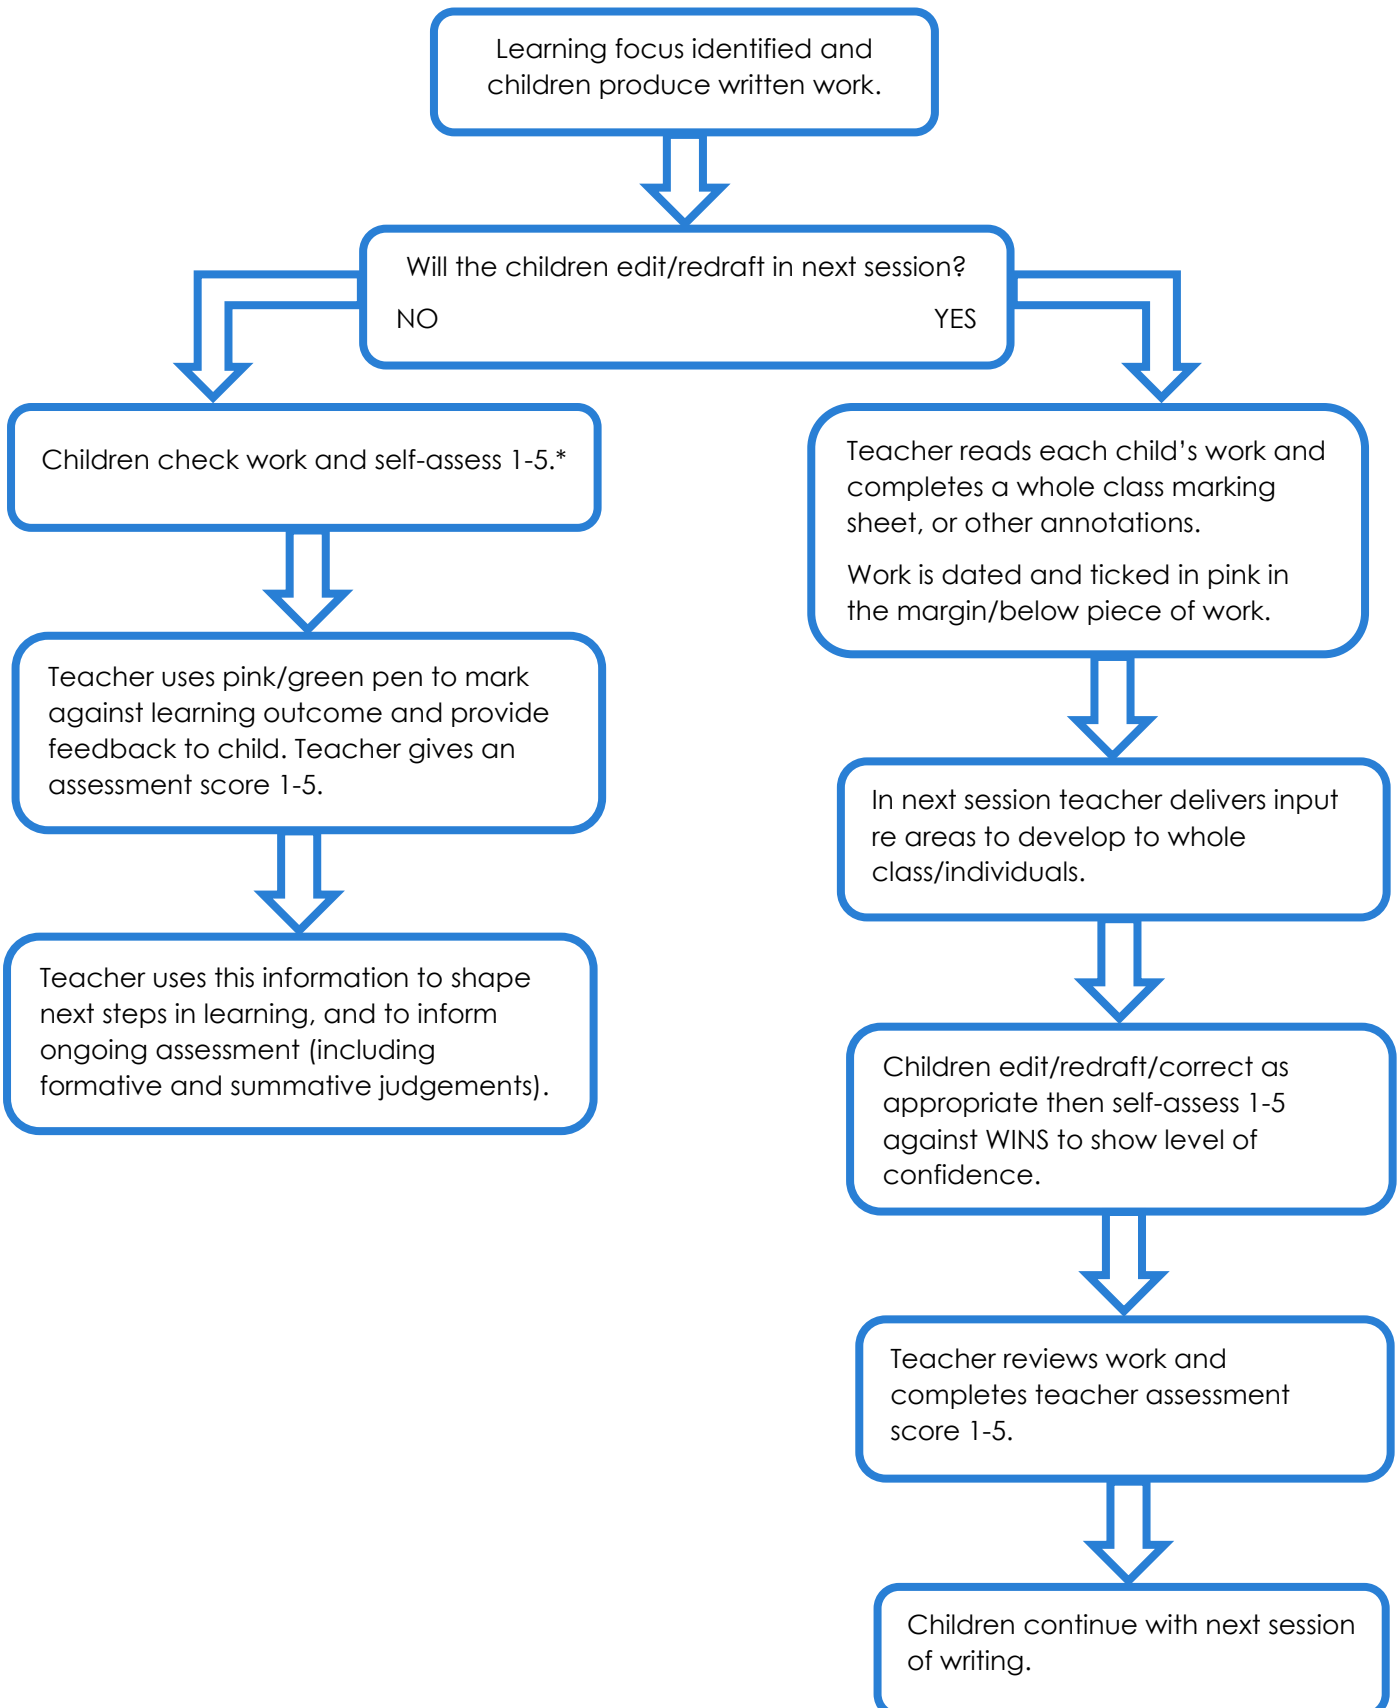 Learning focus identified and
children produce written work.
Will the children edit/redraft in next session?
NO
YES
Children check work and self-assess 1-5.*
Teacher uses pink/green pen to mark
against learning outcome and provide
feedback to child. Teacher gives an
assessment score 1-5.
Teacher uses this information to shape
next steps in learning, and to inform
ongoing assessment (including
formative and summative judgements).
Teacher reads each child’s work and
completes a whole class marking
sheet, or other annotations.
Work is dated and ticked in pink in
the margin/below piece of work.
In next session teacher delivers input
re areas to develop to whole
class/individuals.
Children edit/redraft/correct as
appropriate then self-assess 1-5
against WINS to show level of
confidence.
Teacher reviews work and
completes teacher assessment
score 1-5.
Children continue with next session
of writing.